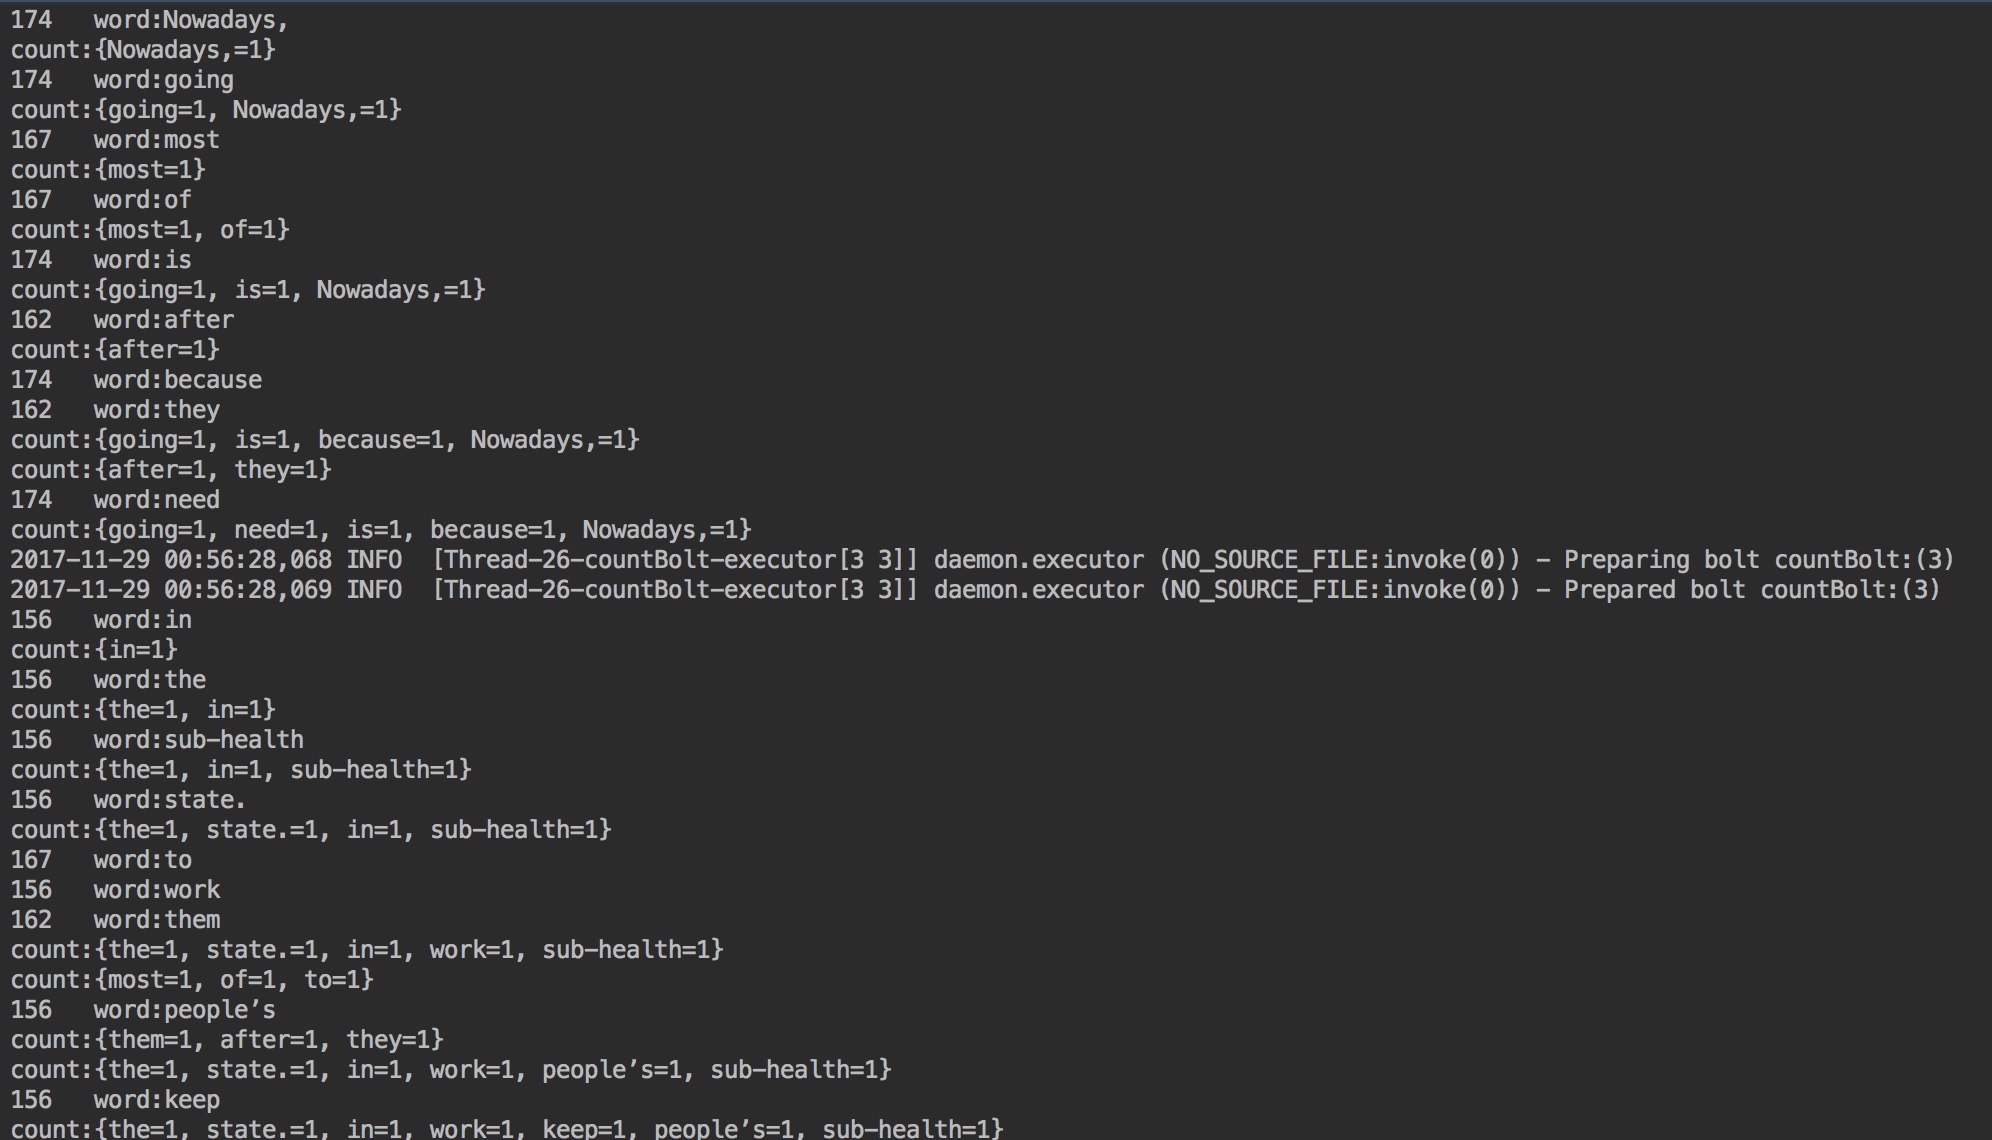 174   word:Nowadays,
count:{Nowadays,=1}
174   word:going
count:{going=1, Nowadays,=1}
167   word:most
count:{most=1}
167   word:of
count:{most=1, of=1}
174   word:is
count:{going=1, is=1, Nowadays,=1}
162   word:after
count:{after=1}
174   word:because
162   word:they
count:{going=1, is=1, because=1, Nowadays,=1}
count:{after=1, they=1}
174   word:need
count:{going=1, need=1, is=1, because=1, Nowadays,=1}
2017-11-29 00:56:28,068 INFO  [Thread-26-countBolt-executor[3 3]] daemon.executor (NO_SOURCE_FILE:invoke(0)) - Preparing bolt countBolt:(3)
2017-11-29 00:56:28,069 INFO  [Thread-26-countBolt-executor[3 3]] daemon.executor (NO_SOURCE_FILE:invoke(0)) - Prepared bolt countBolt:(3)
156   word:in
count:{in=1}
156   word:the
count:{the=1, in=1}
156   word:sub-health
count:{the=1, in=1, sub-health=1}
156   word:state.
count:{the=1, state.=1, in=1, sub-health=1}
167   word:to
156   word:work
162   word:them
count:{the=1, state.=1, in=1, work=1, sub-health=1}
count:{most=1, of=1, to=1}
156   word:people’s
count:{them=1, after=1, they=1}
count:{the=1, state.=1, in=1, work=1, people’s=1, sub-health=1}
156   word:keep
count:{the=1, state.=1, in=1, work=1, keep=1, people’s=1, sub-health=1}